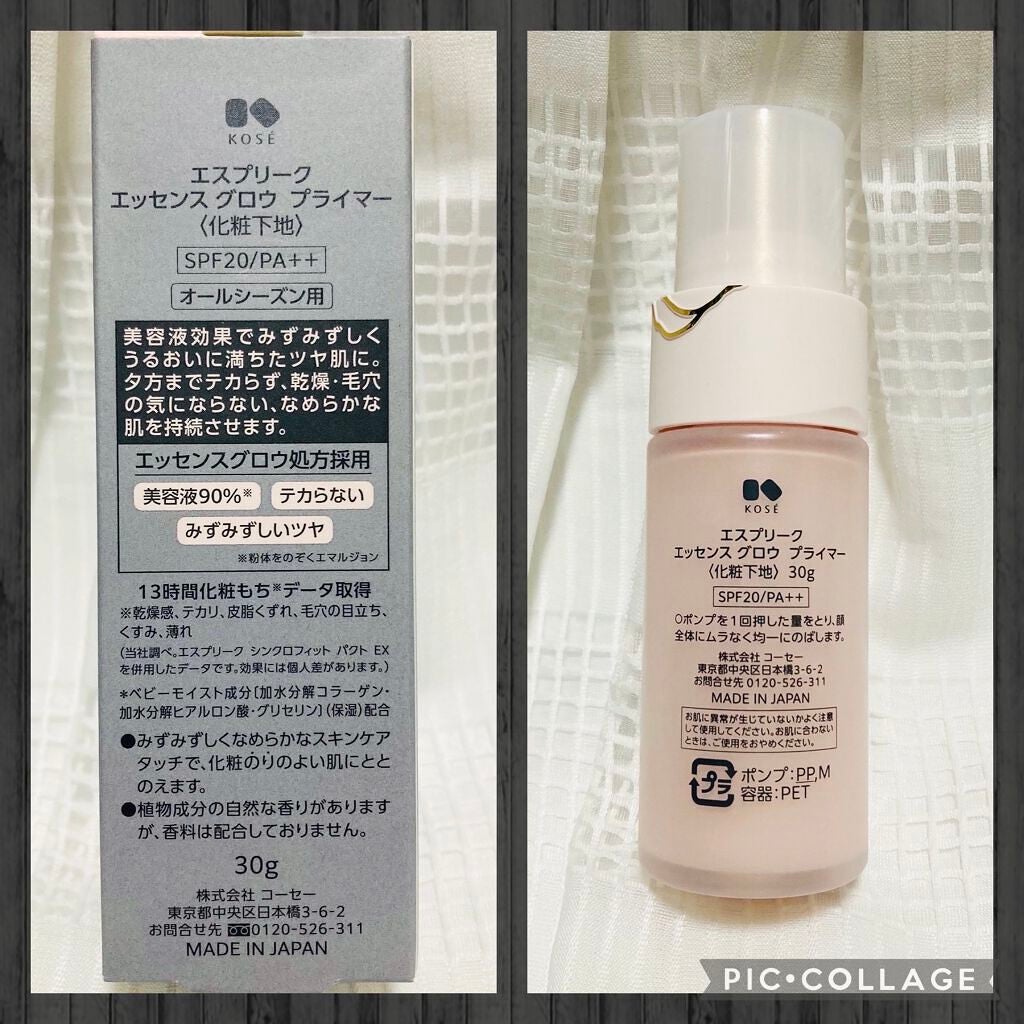 KOSÉ
エスプリーク
エッセンス グロウ プライマー
〈化粧下地〉
SPF20/PA++
オールシーズン用
美容液効果でみずみずしく
うるおいに満ちたツヤ肌に。
夕方までテカらず、乾燥・毛穴
の気にならない、なめらかな
肌を持続させます。
エッセンスグロウ処方採用
美容液90%※ テカらない
みずみずしいツヤ
※粉体をのぞくエマルジョン
13時間化粧もち※データ取得
※乾燥感、テカリ、皮脂くずれ、毛穴の目立ち、
くすみ、薄れ
(当社調べ。エスプリーク シンクロフィット パクト EX
を併用したデータです。効果には個人差があります。)
*ベビーモイスト成分〔加水分解コラーゲン・
加水分解ヒアルロン酸・グリセリン〕(保湿)配合
●みずみずしくなめらかなスキンケア
タッチで、化粧のりのよい肌にとと
のえます。
●植物成分の自然な香りがあります
が、香料は配合しておりません。
30g
株式会社 コーセー
東京都中央区日本橋3-6-2
お問合せ先 0120-526-311
MADE IN JAPAN
KOSÉ
エスプリーク
エッセンス グロウ プライマー
〈化粧下地〉 30g
SPF20/PA++
○ポンプを1回押した量をとり、顔
全体にムラなく均一にのばします。
株式会社 コーセー
東京都中央区日本橋3-6-2
お問合せ先 0120-526-311
MADE IN JAPAN
お肌に異常が生じていないかよく注意
して使用してください。お肌に合わない
ときは、ご使用をおやめください。
プラ ポンプ:PP,M
容器:PET
PIC•COLLAGE